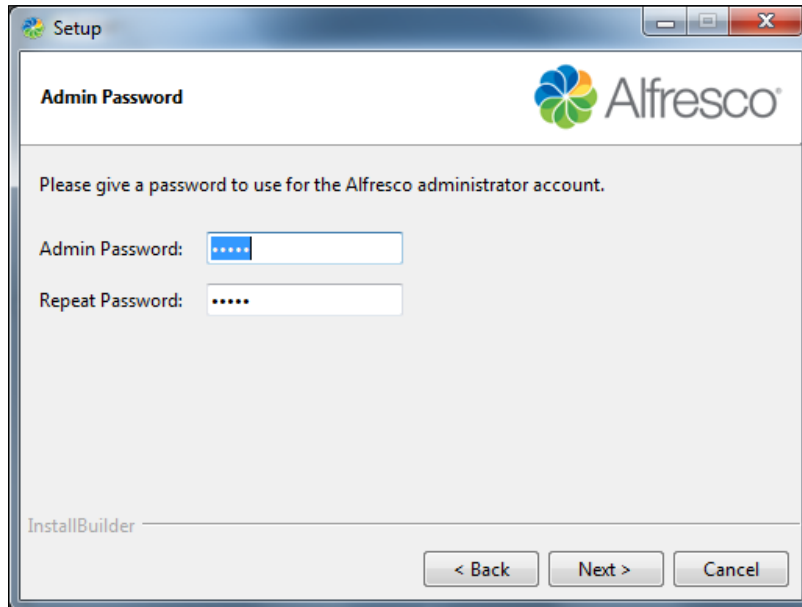 Setup
Admin Password
Alfresco
Please give a password to use for the Alfresco administrator account.
Admin Password: •••••
Repeat Password: •••••
InstallBuilder
< Back Next > Cancel